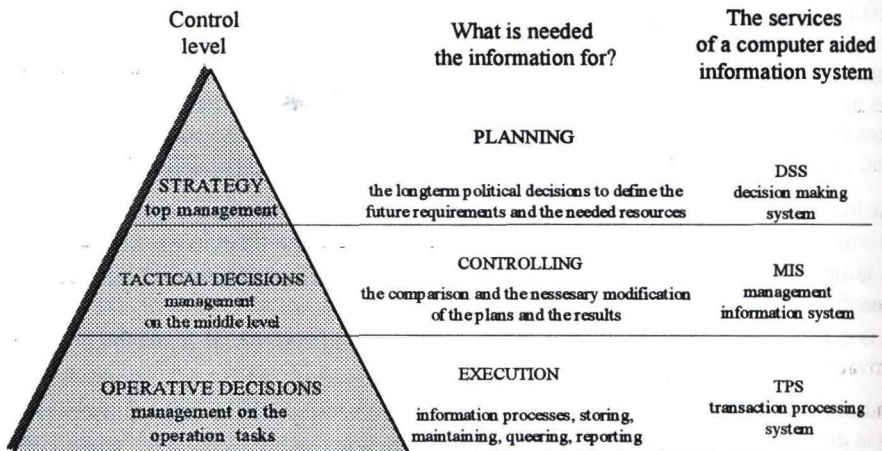 Control
level
What is needed
the information for?
The services
of a computer aided
information system
STRATEGY
top management
PLANNING
the longterm political decisions to define the
future requirements and the needed resources
DSS
decision making
system
TACTICAL DECISIONS
management
on the middle level
CONTROLLING
the comparison and the nessesary modification
of the plans and the results
MIS
management
information system
OPERATIVE DECISIONS
management on the
operation tasks
EXECUTION
information processes, storing,
maintaining, queering, reporting
TPS
transaction processing
system